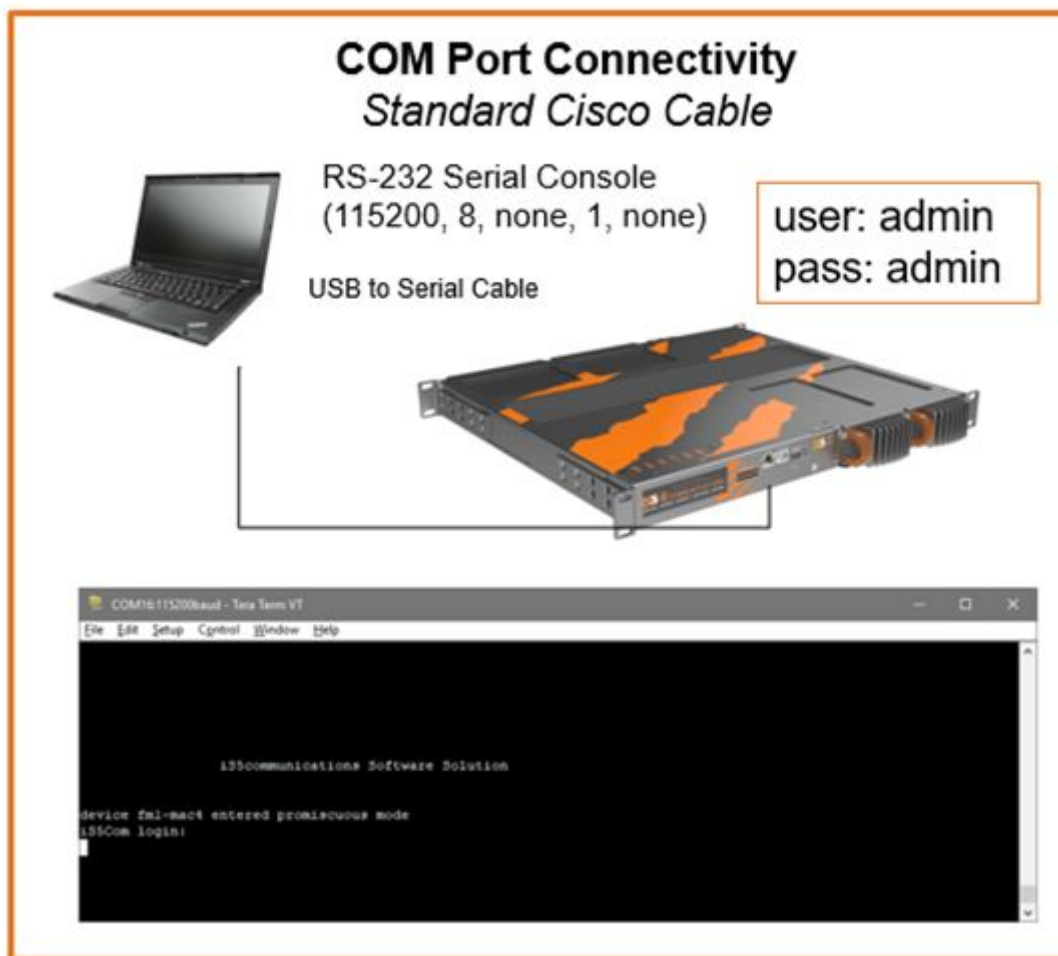 COM Port Connectivity
Standard Cisco Cable
RS-232 Serial Console
(115200, 8, none, 1, none)
USB to Serial Cable
user: admin
pass: admin
COM16:115200baud - Tera Term VT
File Edit Setup Control Window Help
iS5communications Software Solution
device fm1-mac4 entered promiscuous mode
iS5Com login: